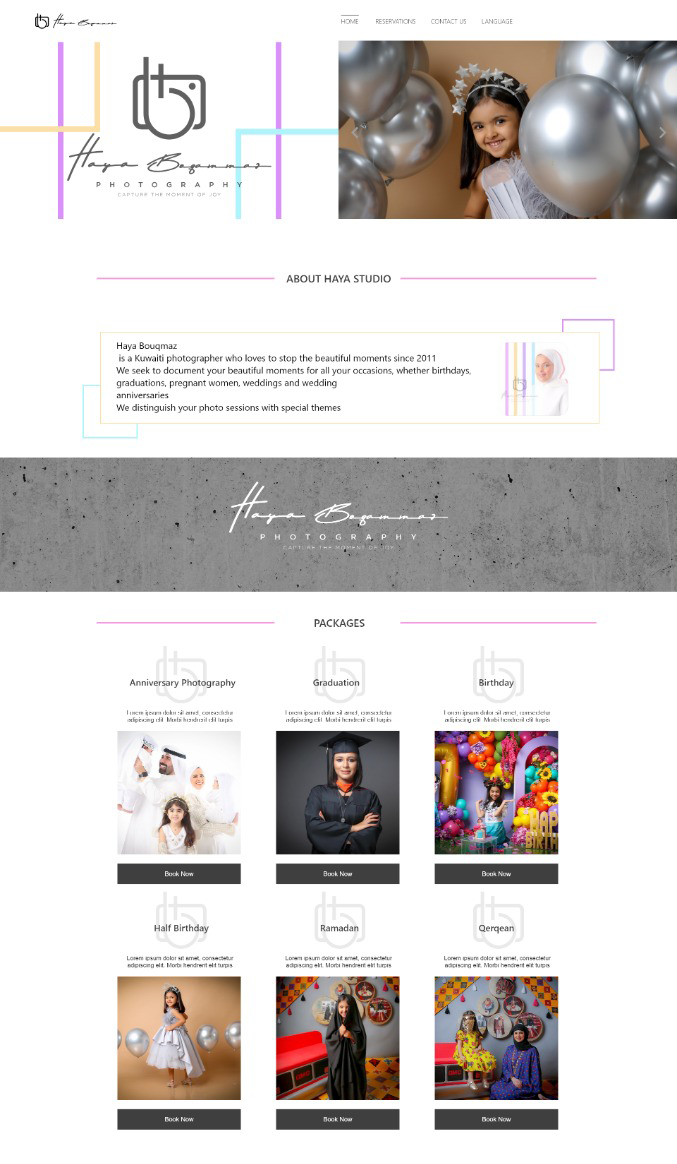 Haya Boqammaz
HOME RESERVATIONS CONTACT US LANGUAGE
Haya Boqammaz
PHOTOGRAPHY
CAPTURE THE MOMENT OF JOY
ABOUT HAYA STUDIO
Haya Bouqmaz
is a Kuwaiti photographer who loves to stop the beautiful moments since 2011
We seek to document your beautiful moments for all your occasions, whether birthdays,
graduations, pregnant women, weddings and wedding
anniversaries
We distinguish your photo sessions with special themes
Haya Boqammaz
PHOTOGRAPHY
CAPTURE THE MOMENT OF JOY
PACKAGES
Anniversary Photography
Lorem ipsum dolor sit amet, consectetur
adipiscing elit. Morbi hendrerit elit turpis
Book Now
Graduation
Lorem ipsum dolor sit amet, consectetur
adipiscing elit. Morbi hendrerit elit turpis
Book Now
Birthday
Lorem ipsum dolor sit amet, consectetur
adipiscing elit. Morbi hendrerit elit turpis
Book Now
Half Birthday
Lorem ipsum dolor sit amet, consectetur
adipiscing elit. Morbi hendrerit elit turpis
Book Now
Ramadan
Lorem ipsum dolor sit amet, consectetur
adipiscing elit. Morbi hendrerit elit turpis
Book Now
Qerqean
Lorem ipsum dolor sit amet, consectetur
adipiscing elit. Morbi hendrerit elit turpis
Book Now